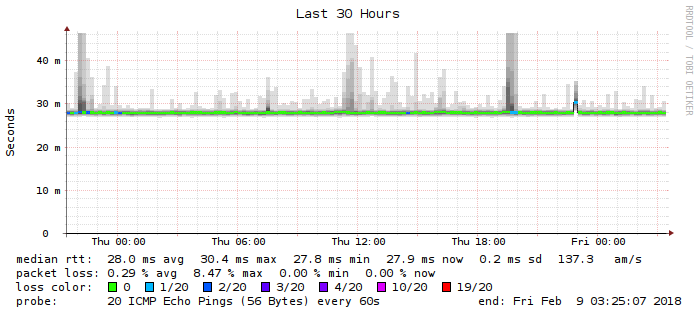 Last 30 Hours
RRDTOOL / TOBI OETIKER
Seconds
40 m
30 m
20 m
10 m
0
Thu 00:00 Thu 06:00 Thu 12:00 Thu 18:00 Fri 00:00
median rtt: 28.0 ms avg 30.4 ms max 27.8 ms min 27.9 ms now 0.2 ms sd 137.3 am/s
packet loss: 0.29 % avg 8.47 % max 0.00 % min 0.00 % now
loss color: 0 1/20 2/20 3/20 4/20 10/20 19/20
probe: 20 ICMP Echo Pings (56 Bytes) every 60s end: Fri Feb 9 03:25:07 2018